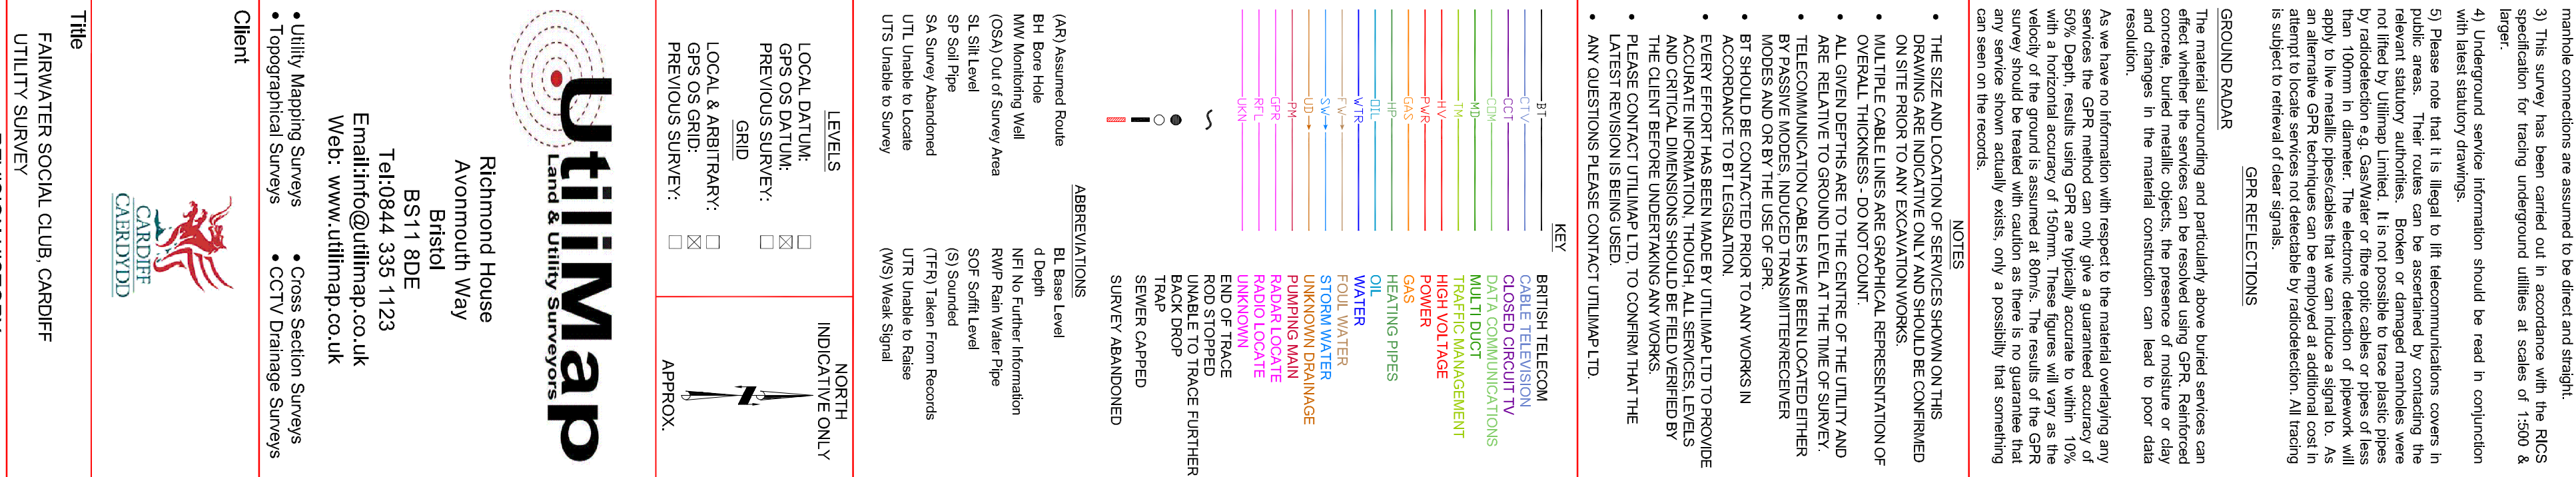 manhole connections are assumed to be direct and straight.
3) This survey has been carried out in accordance with the RICS
specification for tracing underground utilities at scales of 1:500 &
larger.
4) Underground service information should be read in conjunction
with latest statutory drawings.
5) Please note that it is illegal to lift telecommunications covers in
public areas. Their routes can be ascertained by contacting the
relevant statutory authorities. Broken or damaged manholes were
not lifted by Utilimap Limited. It is not possible to trace plastic pipes
by radiodetection e.g. Gas/Water or fibre optic cables or pipes of less
than 100mm in diameter. The electronic detection of pipework will
apply to live metallic pipes/cables that we can induce a signal to. As
an alternative GPR techniques can be employed at additional cost in
attempt to locate services not detectable by radiodetection. All tracing
is subject to retrieval of clear signals.
GPR REFLECTIONS
GROUND RADAR
The material surrounding and particularly above buried services can
effect whether the services can be resolved using GPR. Reinforced
concrete, buried metallic objects, the presence of moisture or clay
and changes in the material construction can lead to poor data
resolution.
As we have no information with respect to the material overlaying any
services the GPR method can only give a guaranteed accuracy of
50% Depth, results using GPR are typically accurate to within 10%
with a horizontal accuracy of 150mm. These figures will vary as the
velocity of the ground is assumed at 80m/s. The results of the GPR
survey should be treated with caution as there is no guarantee that
any service shown actually exists, only a possibilty that something
can seen on the records.
NOTES
• THE SIZE AND LOCATION OF SERVICES SHOWN ON THIS
DRAWING ARE INDICATIVE ONLY AND SHOULD BE CONFIRMED
ON SITE PRIOR TO ANY EXCAVATION WORKS.
• MULTIPLE CABLE LINES ARE GRAPHICAL REPRESENTATION OF
OVERALL THICKNESS - DO NOT COUNT.
• ALL GIVEN DEPTHS ARE TO THE CENTRE OF THE UTILITY AND
ARE RELATIVE TO GROUND LEVEL AT THE TIME OF SURVEY.
• TELECOMMUNICATION CABLES HAVE BEEN LOCATED EITHER
BY PASSIVE MODES, INDUCED TRANSMITTER/RECEIVER
MODES AND OR BY THE USE OF GPR.
• BT SHOULD BE CONTACTED PRIOR TO ANY WORKS IN
ACCORDANCE TO BT LEGISLATION.
• EVERY EFFORT HAS BEEN MADE BY UTILIMAP LTD TO PROVIDE
ACCURATE INFORMATION, THOUGH, ALL SERVICES, LEVELS
AND CRITICAL DIMENSIONS SHOULD BE FIELD VERIFIED BY
THE CLIENT BEFORE UNDERTAKING ANY WORKS.
• PLEASE CONTACT UTILIMAP LTD, TO CONFIRM THAT THE
LATEST REVISION IS BEING USED.
• ANY QUESTIONS PLEASE CONTACT UTILIMAP LTD.
KEY
BT BRITISH TELECOM
CTV CABLE TELEVISION
CCT CLOSED CIRCUIT TV
COM DATA COMMUNICATIONS
MD MULTI DUCT
TM TRAFFIC MANAGEMENT
HV HIGH VOLTAGE
PWR POWER
GAS GAS
HP HEATING PIPES
OIL OIL
WTR WATER
FW FOUL WATER
SW STORM WATER
UD UNKNOWN DRAINAGE
PM PUMPING MAIN
GPR RADAR LOCATE
RFL RADIO LOCATE
UKN UNKNOWN
END OF TRACE
ROD STOPPED
UNABLE TO TRACE FURTHER
BACK DROP
TRAP
SEWER CAPPED
SURVEY ABANDONED
ABBREVIATIONS
(AR) Assumed Route BL Base Level
BH Bore Hole d Depth
MW Monitoring Well NFI No Further Information
(OSA) Out of Survey Area RWP Rain Water Pipe
SL Silt Level SOF Soffit Level
SP Soil Pipe (S) Sounded
SA Survey Abandoned (TFR) Taken From Records
UTL Unable to Locate UTR Unable to Raise
UTS Unable to Survey (WS) Weak Signal
LEVELS
LOCAL DATUM:
GPS OS DATUM:
PREVIOUS SURVEY:
GRID
LOCAL & ARBITRARY:
GPS OS GRID:
PREVIOUS SURVEY:
NORTH
INDICATIVE ONLY
APPROX.
UtiliMap
Land & Utility Surveyors
Richmond House
Avonmouth Way
Bristol
BS11 8DE
Tel:0844 335 1123
Email:info@utilimap.co.uk
Web: www.utilimap.co.uk
• Utility Mapping Surveys • Cross Section Surveys
• Topographical Surveys • CCTV Drainage Surveys
Client
CARDIFF
CAERDYDD
Title
FAIRWATER SOCIAL CLUB, CARDIFF
UTILITY SURVEY